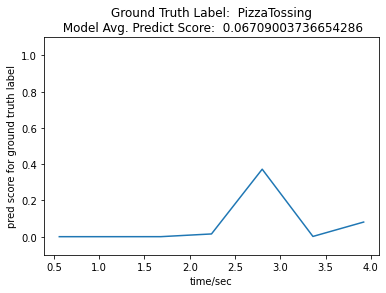 Ground Truth Label:  PizzaTossing
Model Avg. Predict Score:  0.06709003736654286
1.0
0.8
0.6
0.4
0.2
0.0
pred score for ground truth label
0.5 1.0 1.5 2.0 2.5 3.0 3.5 4.0
time/sec